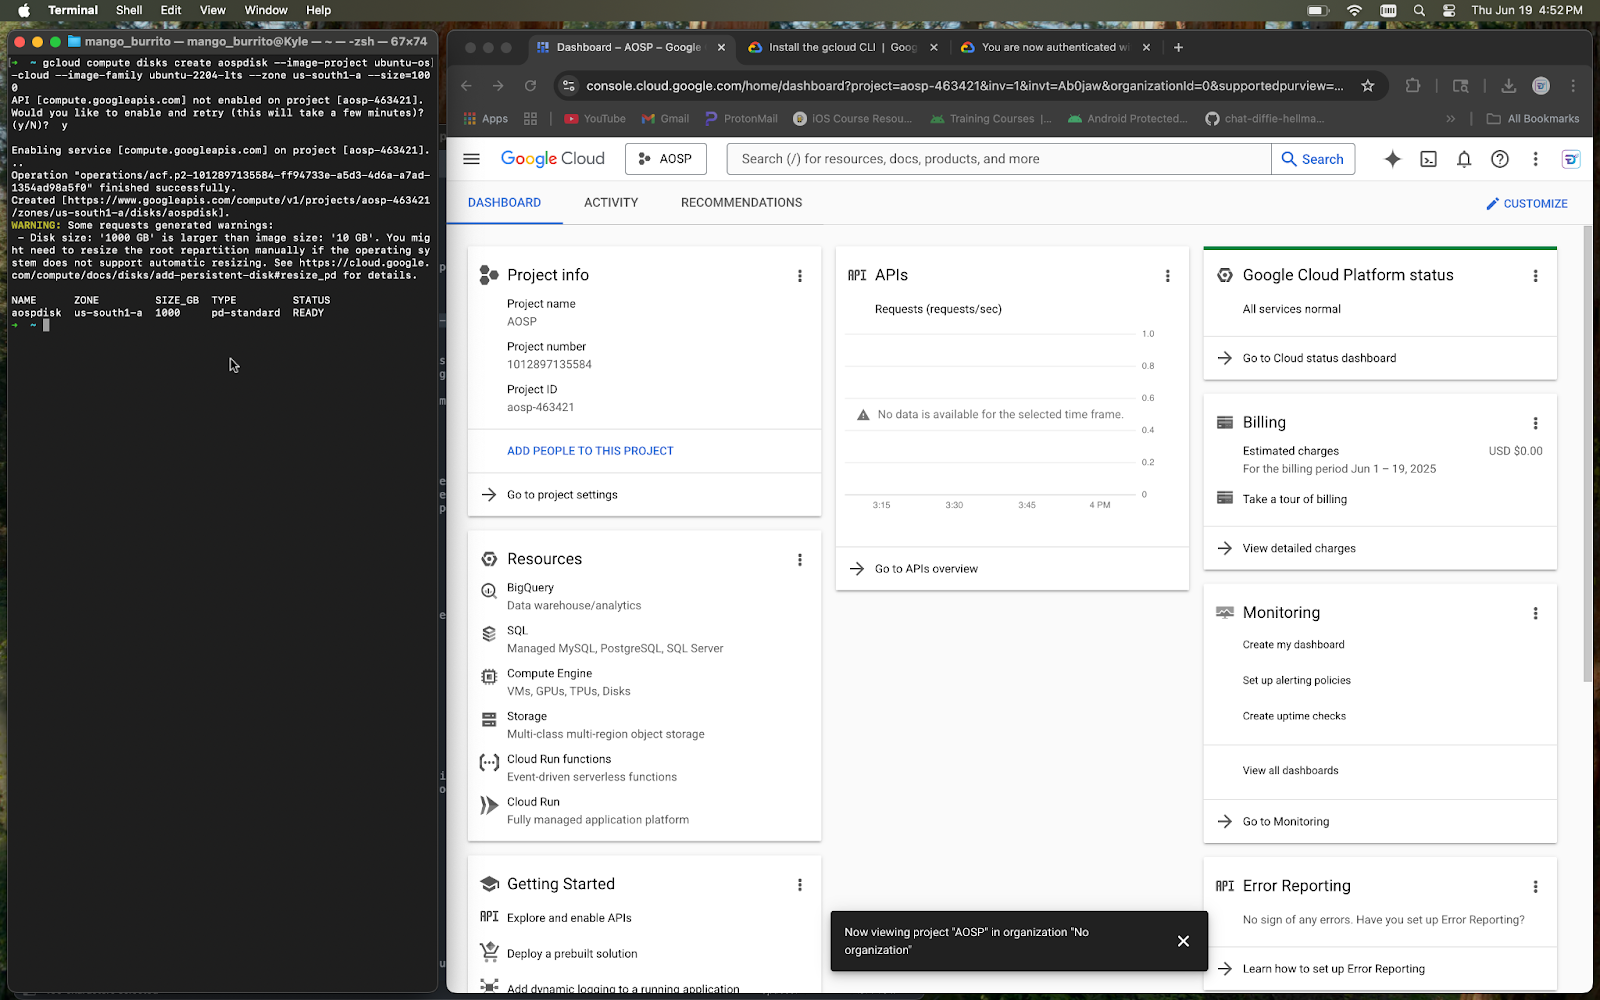 Terminal Shell Edit View Window Help
Thu Jun 19 4:52 PM
mango_burrito — mango_burrito@Kyle — ~ — -zsh — 67×74
→ ~ gcloud compute disks create aospdisk --image-project ubuntu-os
-cloud --image-family ubuntu-2204-lts --zone us-south1-a --size=100
0
API [compute.googleapis.com] not enabled on project [aosp-463421].
Would you like to enable and retry (this will take a few minutes)?
(y/N)? y
Enabling service [compute.googleapis.com] on project [aosp-463421].
..
Operation "operations/acf.p2-1012897135584-ff94733e-a5d3-4d6a-a7ad-
1354ad98a5f0" finished successfully.
Created [https://www.googleapis.com/compute/v1/projects/aosp-463421
/zones/us-south1-a/disks/aospdisk].
WARNING: Some requests generated warnings:
- Disk size: '1000 GB' is larger than image size: '10 GB'. You mig
ht need to resize the root repartition manually if the operating sy
stem does not support automatic resizing. See https://cloud.google.
com/compute/docs/disks/add-persistent-disk#resize_pd for details.
NAME ZONE SIZE_GB TYPE STATUS
aospdisk us-south1-a 1000 pd-standard READY
→ ~
Dashboard – AOSP – Google
Install the gcloud CLI | Goog
You are now authenticated wi
console.cloud.google.com/home/dashboard?project=aosp-463421&inv=1&invt=Ab0jaw&organizationId=0&supportedpurview=...
Apps
YouTube
Gmail
ProtonMail
iOS Course Resou...
Training Courses |...
Android Protected...
chat-diffie-hellma...
All Bookmarks
Google Cloud
AOSP
Search (/) for resources, docs, products, and more
Search
DASHBOARD
ACTIVITY
RECOMMENDATIONS
CUSTOMIZE
Project info
Project name
AOSP
Project number
1012897135584
Project ID
aosp-463421
ADD PEOPLE TO THIS PROJECT
Go to project settings
Resources
BigQuery
Data warehouse/analytics
SQL
Managed MySQL, PostgreSQL, SQL Server
Compute Engine
VMs, GPUs, TPUs, Disks
Storage
Multi-class multi-region object storage
Cloud Run functions
Event-driven serverless functions
Cloud Run
Fully managed application platform
Getting Started
API Explore and enable APIs
Deploy a prebuilt solution
Add dynamic logging to a running application
API APIs
Requests (requests/sec)
1.0
0.8
0.6
No data is available for the selected time frame.
0.4
0.2
0
3:15 3:30 3:45 4 PM
Go to APIs overview
Google Cloud Platform status
All services normal
Go to Cloud status dashboard
Billing
Estimated charges USD $0.00
For the billing period Jun 1 – 19, 2025
Take a tour of billing
View detailed charges
Monitoring
Create my dashboard
Set up alerting policies
Create uptime checks
View all dashboards
Go to Monitoring
API Error Reporting
No sign of any errors. Have you set up Error Reporting?
Learn how to set up Error Reporting
Now viewing project "AOSP" in organization "No
organization"